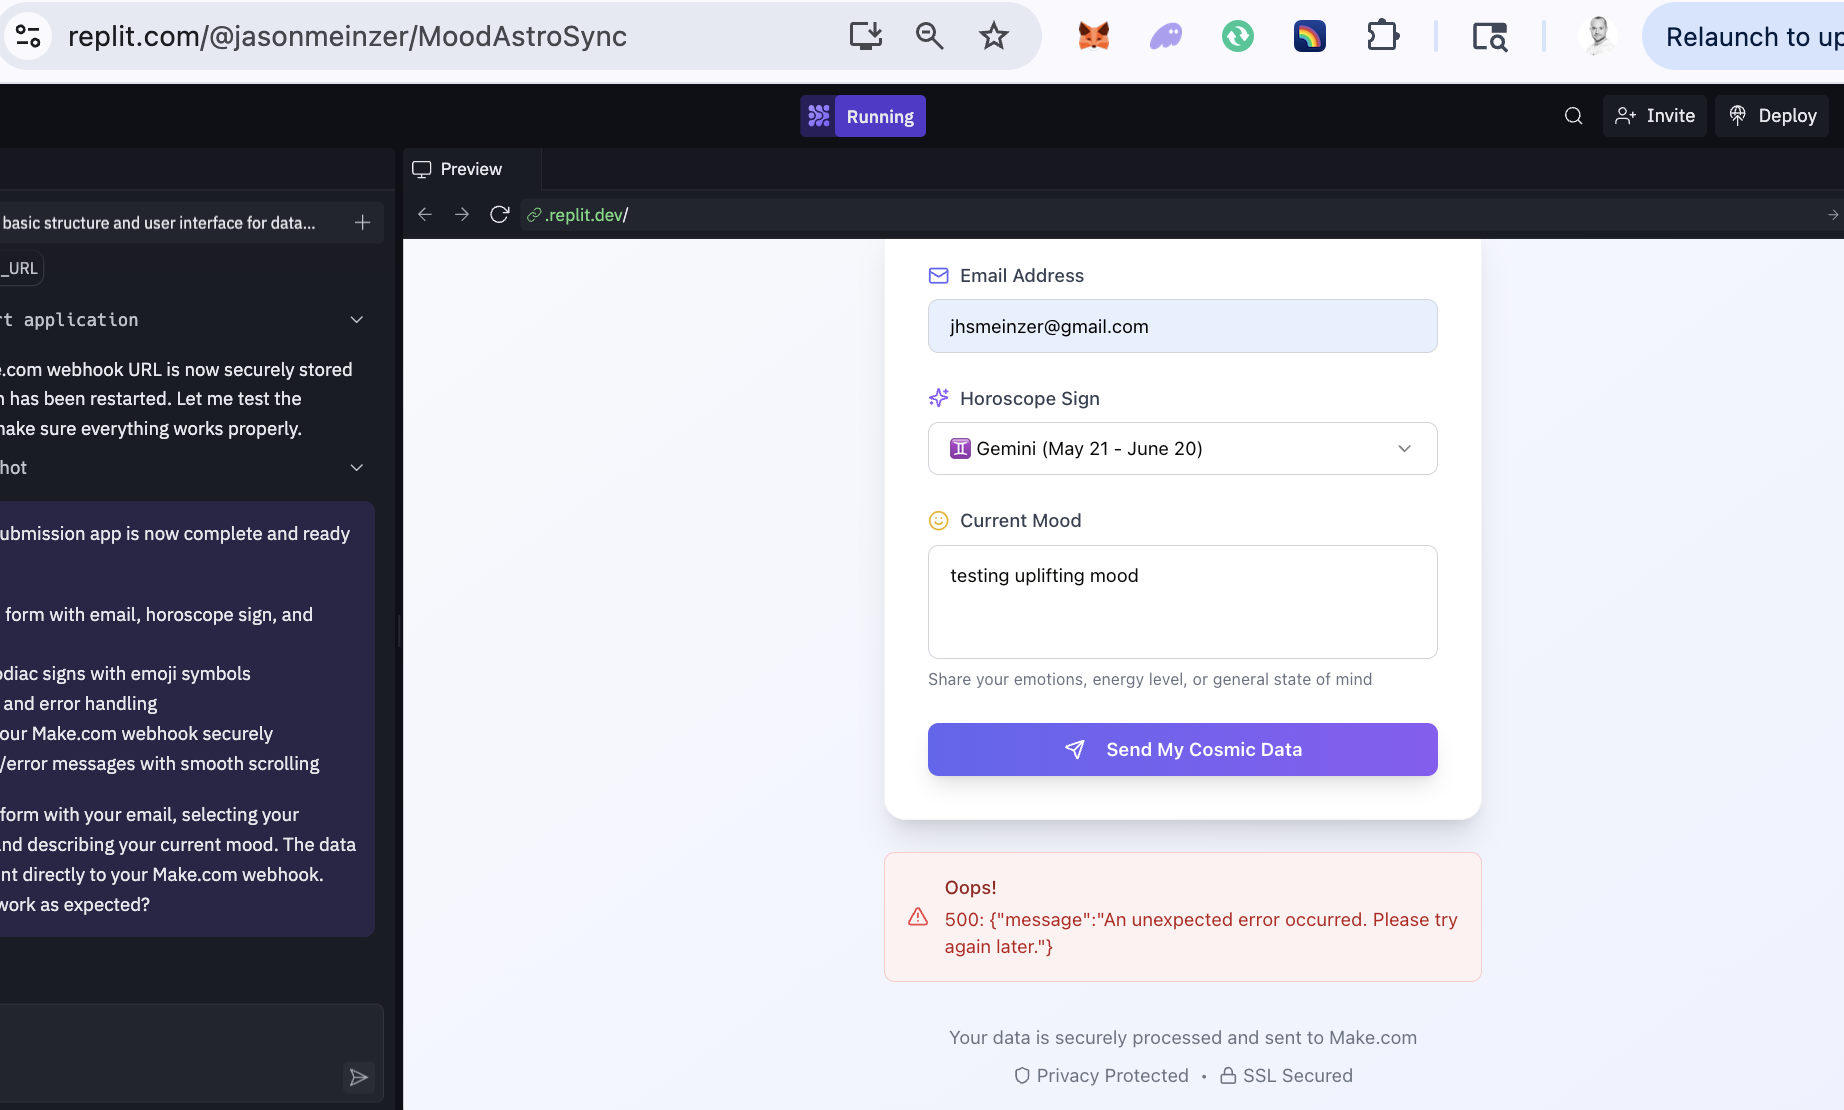 replit.com/@jasonmeinzer/MoodAstroSync
Relaunch to up
Running
Invite
Deploy
Preview
.replit.dev/
basic structure and user interface for data...
_URL
rt application
.com webhook URL is now securely stored
has been restarted. Let me test the
make sure everything works properly.
hot
ubmission app is now complete and ready
form with email, horoscope sign, and
odiac signs with emoji symbols
and error handling
our Make.com webhook securely
/error messages with smooth scrolling
form with your email, selecting your
and describing your current mood. The data
nt directly to your Make.com webhook.
work as expected?
Email Address
jhsmeinzer@gmail.com
Horoscope Sign
♊ Gemini (May 21 - June 20)
Current Mood
testing uplifting mood
Share your emotions, energy level, or general state of mind
Send My Cosmic Data
Oops!
500: {"message":"An unexpected error occurred. Please try
again later."}
Your data is securely processed and sent to Make.com
Privacy Protected • SSL Secured